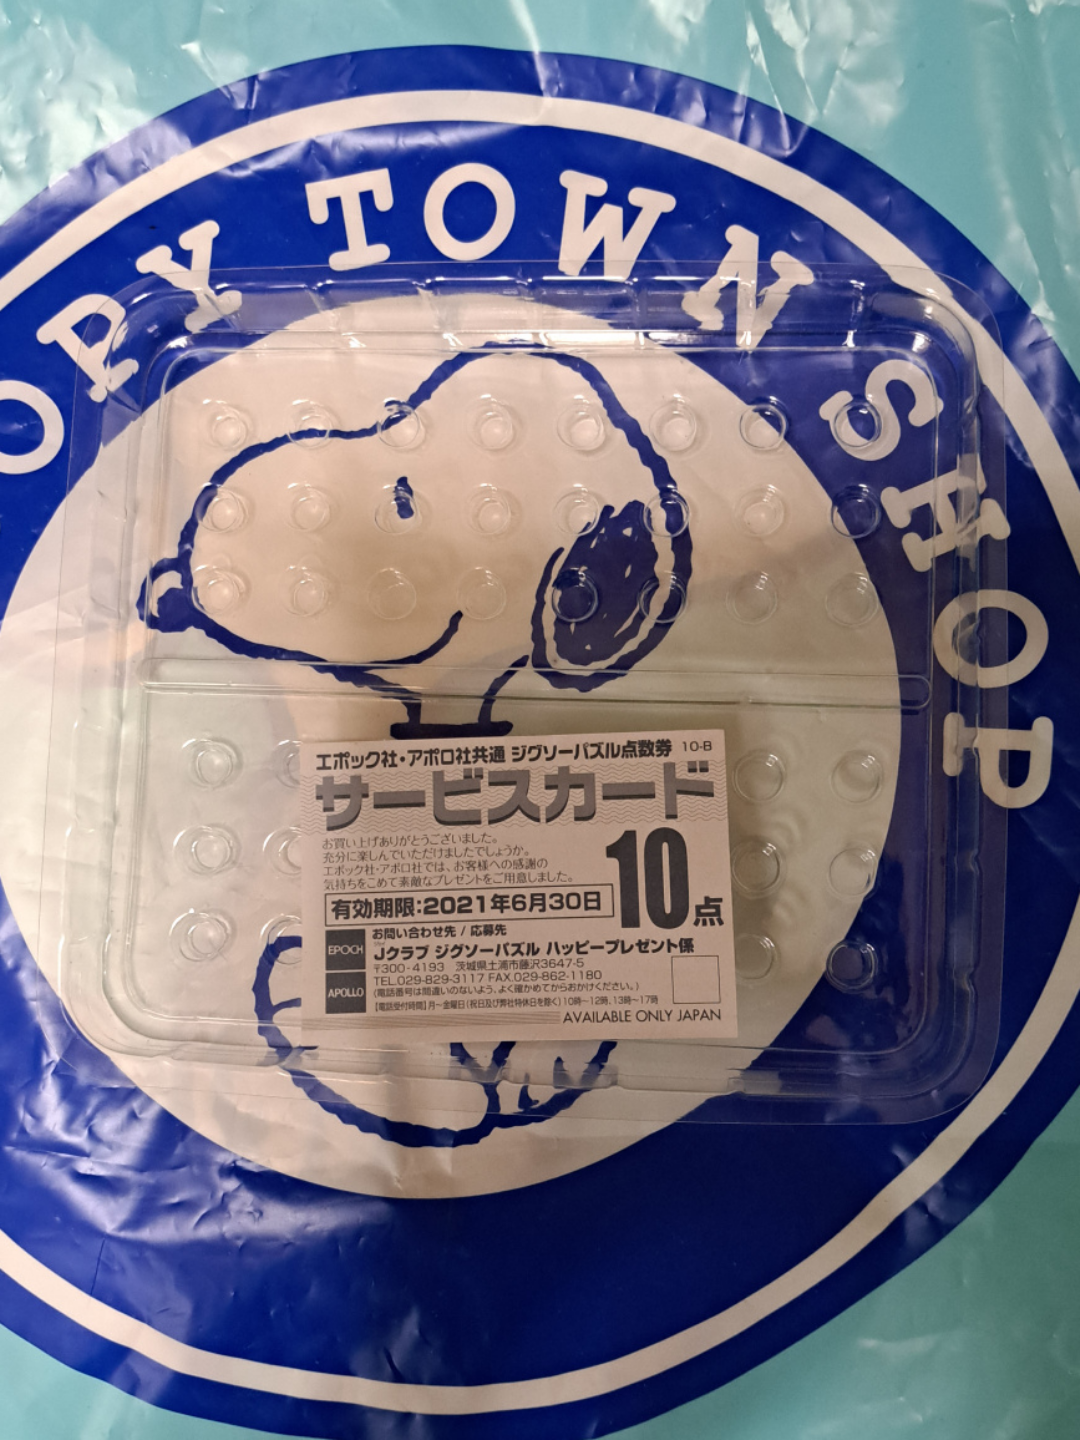 OPY TOWN SHOP
エポック社・アポロ社共通 ジグソーパズル点数券 10-B
サービスカード
お買い上げありがとうございました。
充分に楽しんでいただけましたでしょうか。
エポック社・アポロ社では、お客様への感謝の
気持ちをこめて素敵なプレゼントをご用意しました。
10点
有効期限:2021年6月30日
お問い合わせ先 / 応募先
EPOCH
Jクラブ ジグソーパズル ハッピープレゼント係
〒300-4193 茨城県土浦市藤沢3647-5
TEL.029-829-3117 FAX.029-862-1180
APOLLO
(電話番号は間違いのないよう、よく確かめてからおかけください。)
【電話受付時間】月〜金曜日(祝日及び弊社特休日を除く)10時〜12時、13時〜17時
AVAILABLE ONLY JAPAN